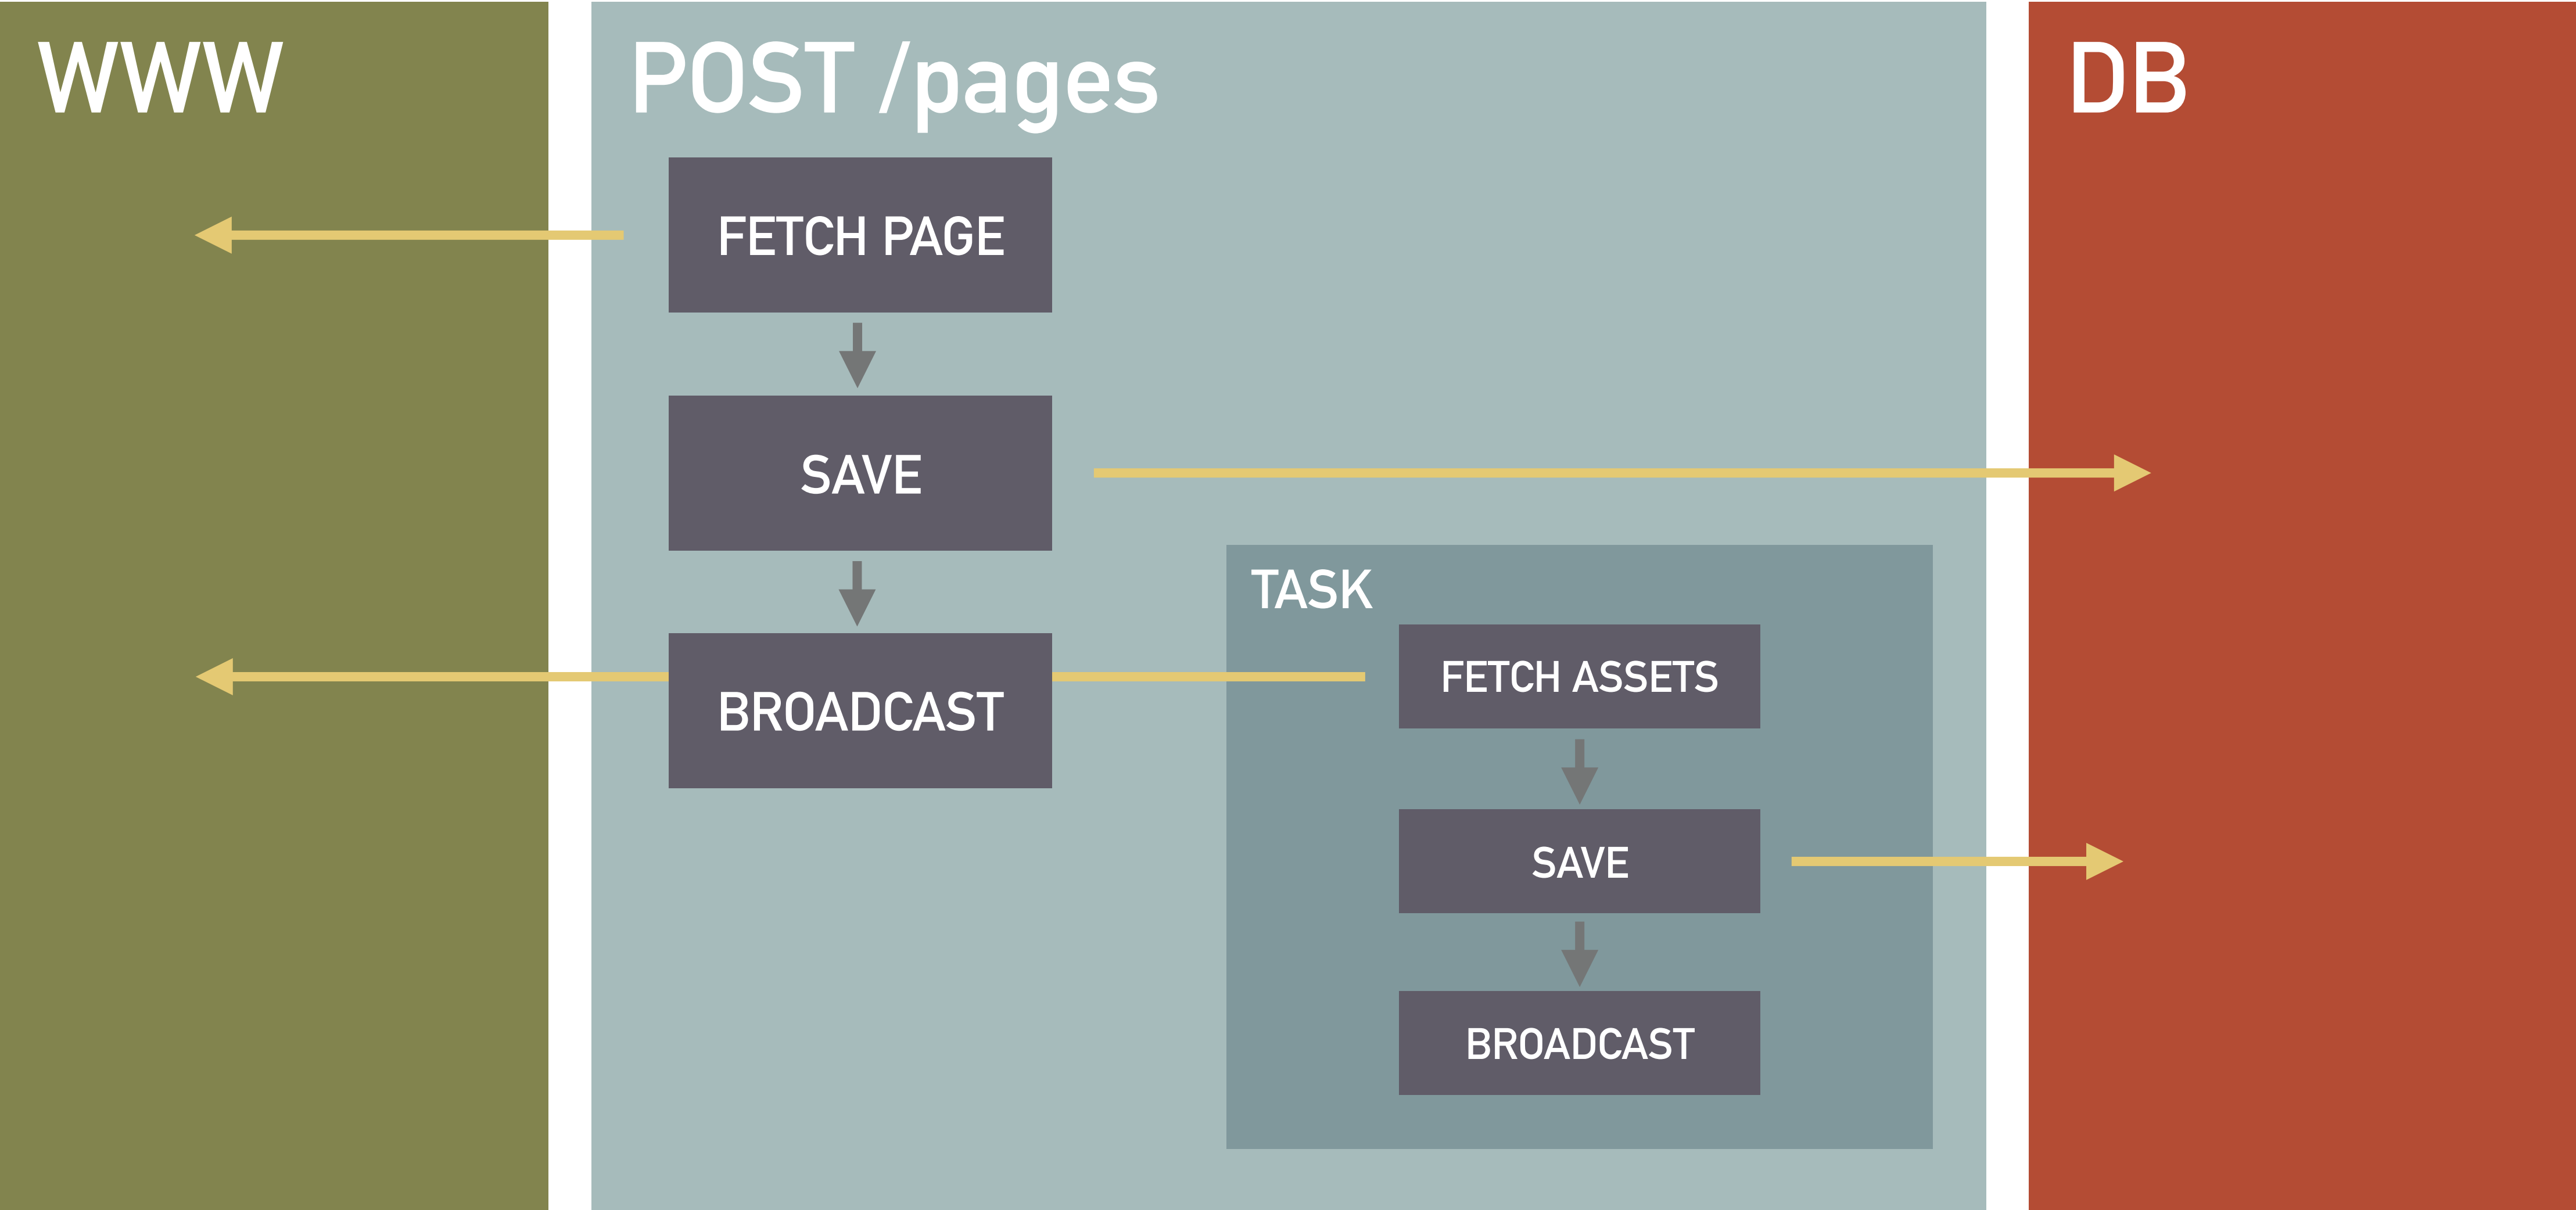 WWW
POST /pages
DB
FETCH PAGE
SAVE
BROADCAST
TASK
FETCH ASSETS
SAVE
BROADCAST